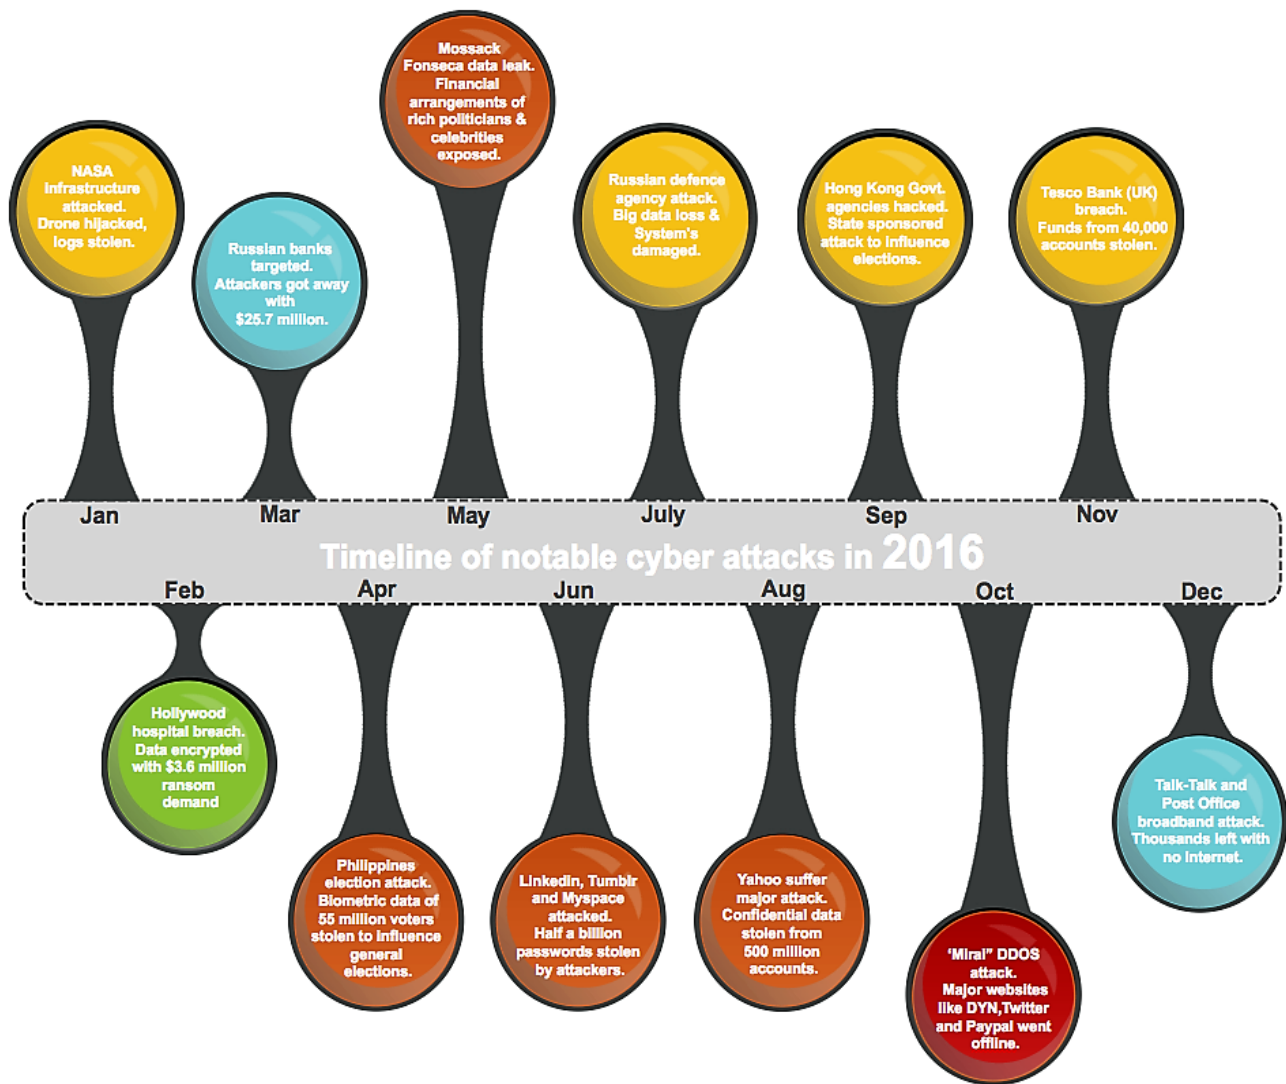 Mossack
Fonseca data leak.
Financial
arrangements of
rich politicians &
celebrities
exposed.
NASA
Infrastructure
attacked.
Drone hijacked,
logs stolen.
Russian banks
targeted.
Attackers got away
with
$25.7 million.
Russian defence
agency attack.
Big data loss &
System's
damaged.
Hong Kong Govt.
agencies hacked.
State sponsored
attack to influence
elections.
Tesco Bank (UK)
breach.
Funds from 40,000
accounts stolen.
Jan
Mar
May
July
Sep
Nov
Timeline of notable cyber attacks in 2016
Feb
Apr
Jun
Aug
Oct
Dec
Hollywood
hospital breach.
Data encrypted
with $3.6 million
ransom
demand
Philippines
election attack.
Biometric data of
55 million voters
stolen to influence
general
elections.
Linkedin, Tumblr
and Myspace
attacked.
Half a billion
passwords stolen
by attackers.
Yahoo suffer
major attack.
Confidential data
stolen from
500 million
accounts.
'Mirai" DDOS
attack.
Major websites
like DYN,Twitter
and Paypal went
offline.
Talk-Talk and
Post Office
broadband attack.
Thousands left with
no internet.